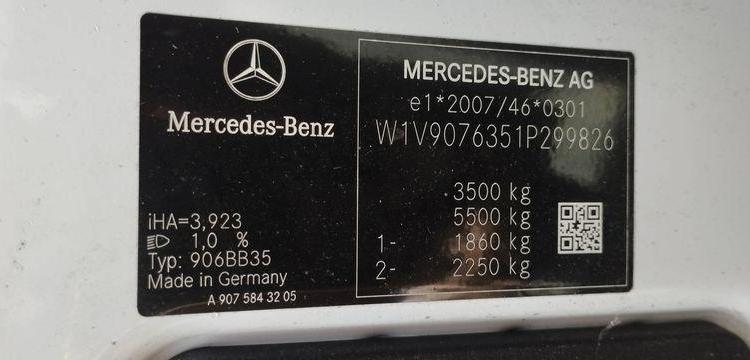 Mercedes-Benz
iHA=3,923
1,0 %
Typ: 906BB35
Made in Germany
A 907 584 32 05
MERCEDES-BENZ AG
e1*2007/46*0301
W1V9076351P299826
3500 kg
5500 kg
1- 1860 kg
2- 2250 kg